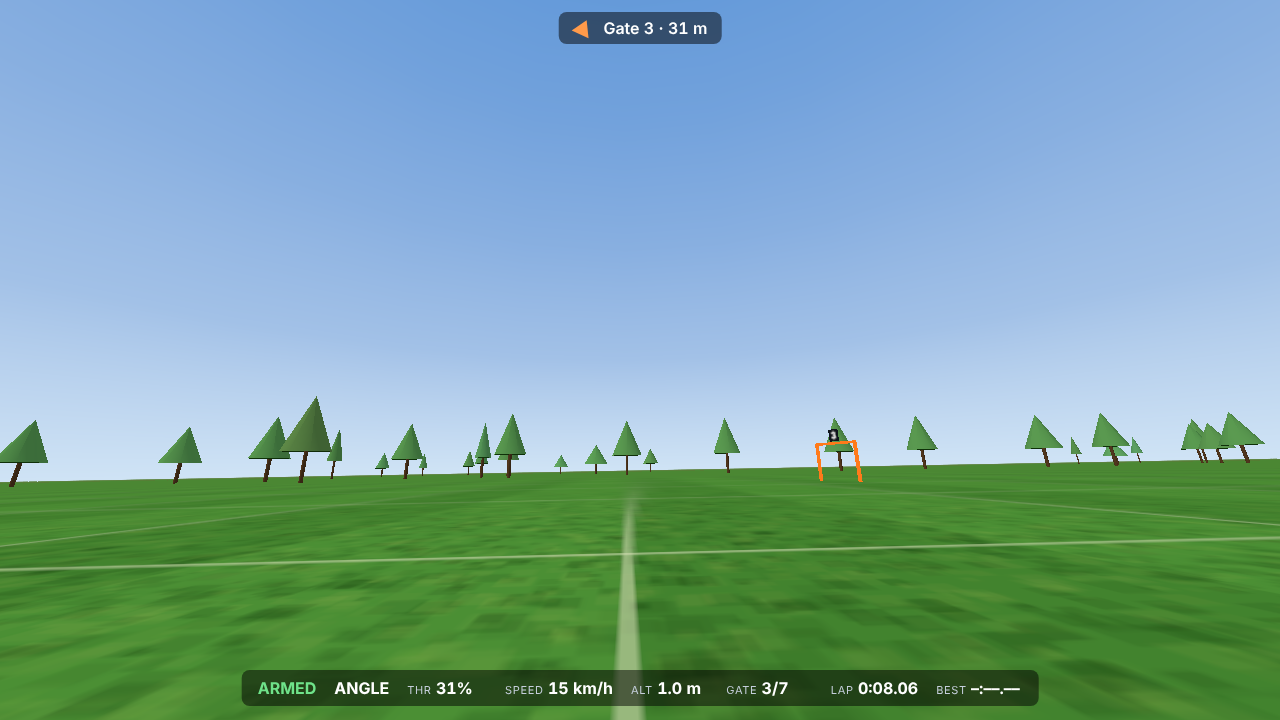 Gate 3 · 31 m
3
ARMED ANGLE THR 31% SPEED 15 km/h ALT 1.0 m GATE 3/7 LAP 0:08.06 BEST –:––.––